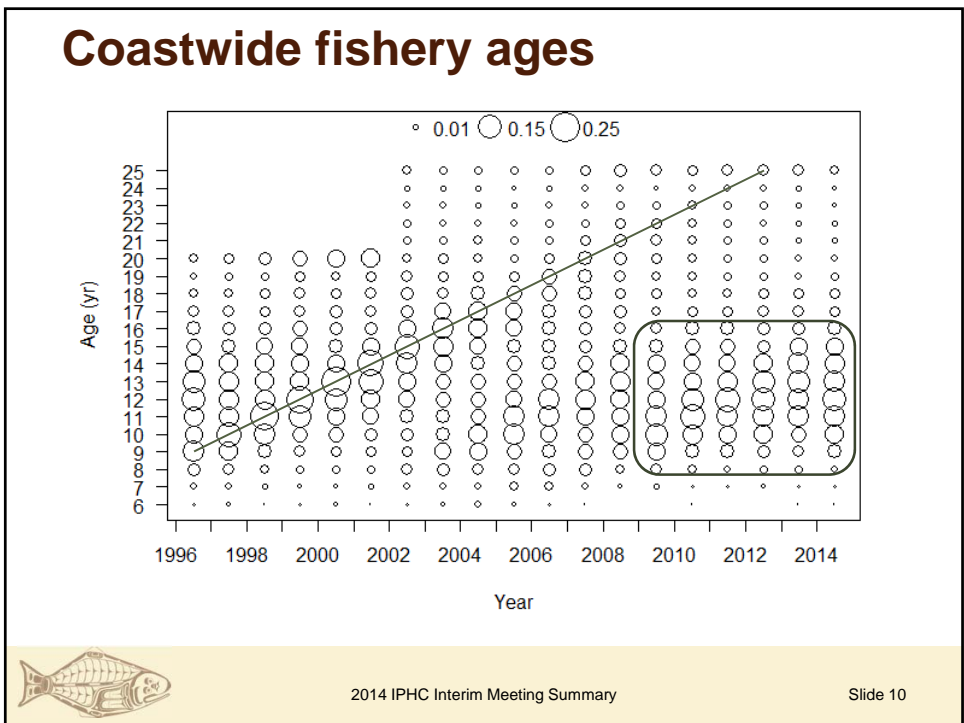 Coastwide fishery ages
0.01 0.15 0.25
25
24
23
22
21
20
19
18
17
16
15
14
13
12
11
10
9
8
7
6
Age (yr)
1996 1998 2000 2002 2004 2006 2008 2010 2012 2014
Year
2014 IPHC Interim Meeting Summary
Slide 10